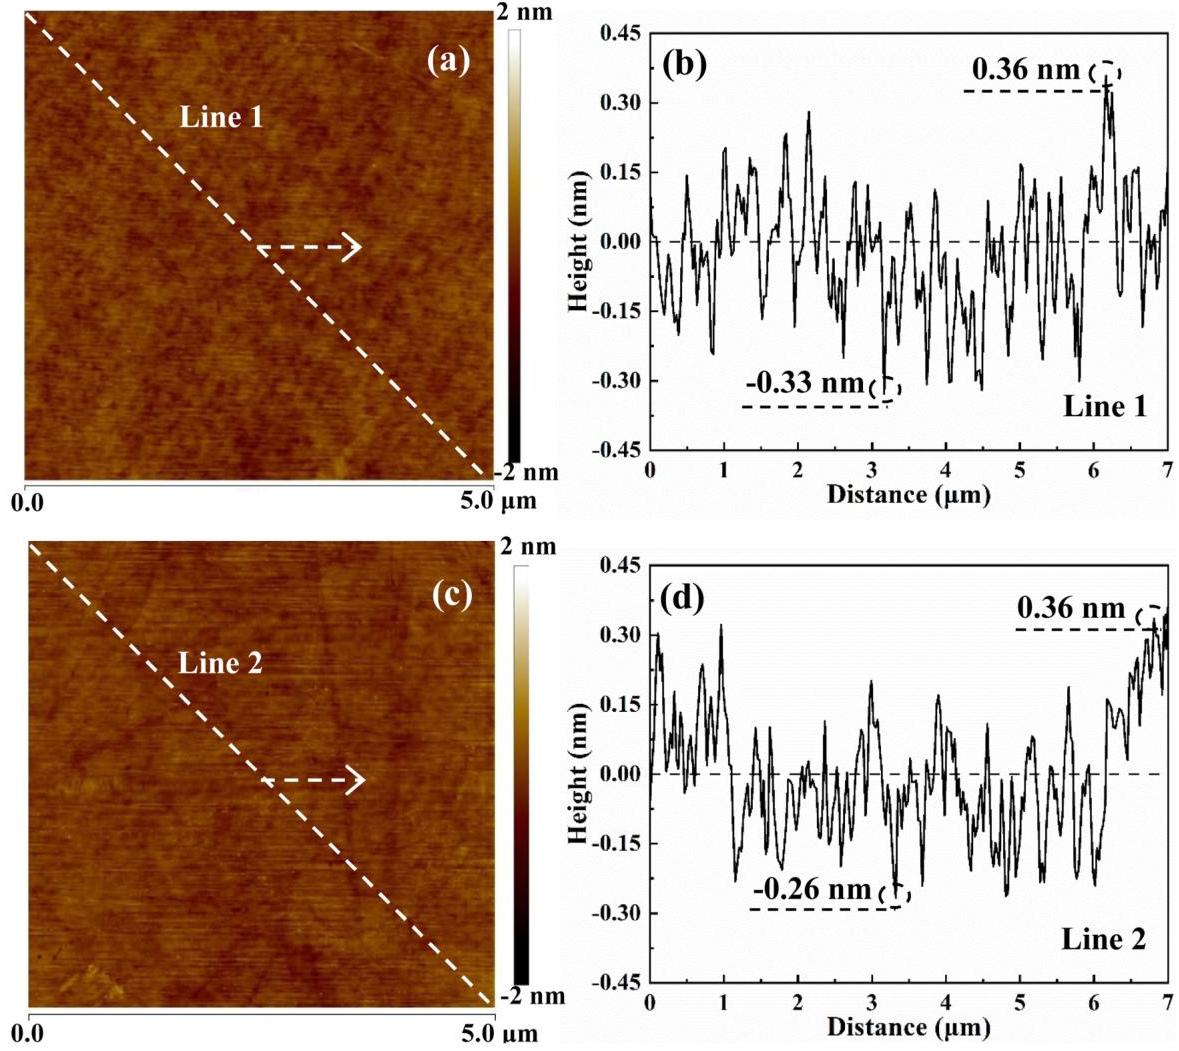 2 nm
(a)
Line 1
-2 nm
0.0
5.0 μm
(b)
0.45
0.30
0.15
0.00
-0.15
-0.30
-0.45
Height (nm)
0.36 nm
-0.33 nm
Line 1
0 1 2 3 4 5 6 7
Distance (μm)
2 nm
(c)
Line 2
-2 nm
0.0
5.0 μm
(d)
0.45
0.30
0.15
0.00
-0.15
-0.30
-0.45
Height (nm)
0.36 nm
-0.26 nm
Line 2
0 1 2 3 4 5 6 7
Distance (μm)